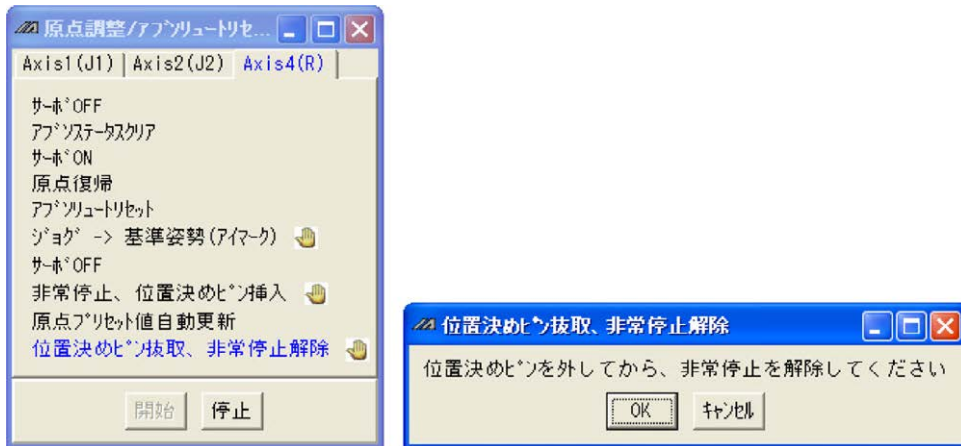 原点調整/アブソリュートリセ...
Axis1(J1) Axis2(J2) Axis4(R)
ｻｰﾎﾞOFF
ｱﾌﾞｿｽﾃｰﾀｽｸﾘｱ
ｻｰﾎﾞON
原点復帰
ｱﾌﾞｿﾘｭｰﾄﾘｾｯﾄ
ｼﾞｮｸﾞ -> 基準姿勢(ｱｲﾏｰｸ)
ｻｰﾎﾞOFF
非常停止、位置決めﾋﾟﾝ挿入
原点ﾌﾟﾘｾｯﾄ値自動更新
位置決めﾋﾟﾝ抜取、非常停止解除
開始 停止
位置決めﾋﾟﾝ抜取、非常停止解除
位置決めﾋﾟﾝを外してから、非常停止を解除してください
OK ｷｬﾝｾﾙ